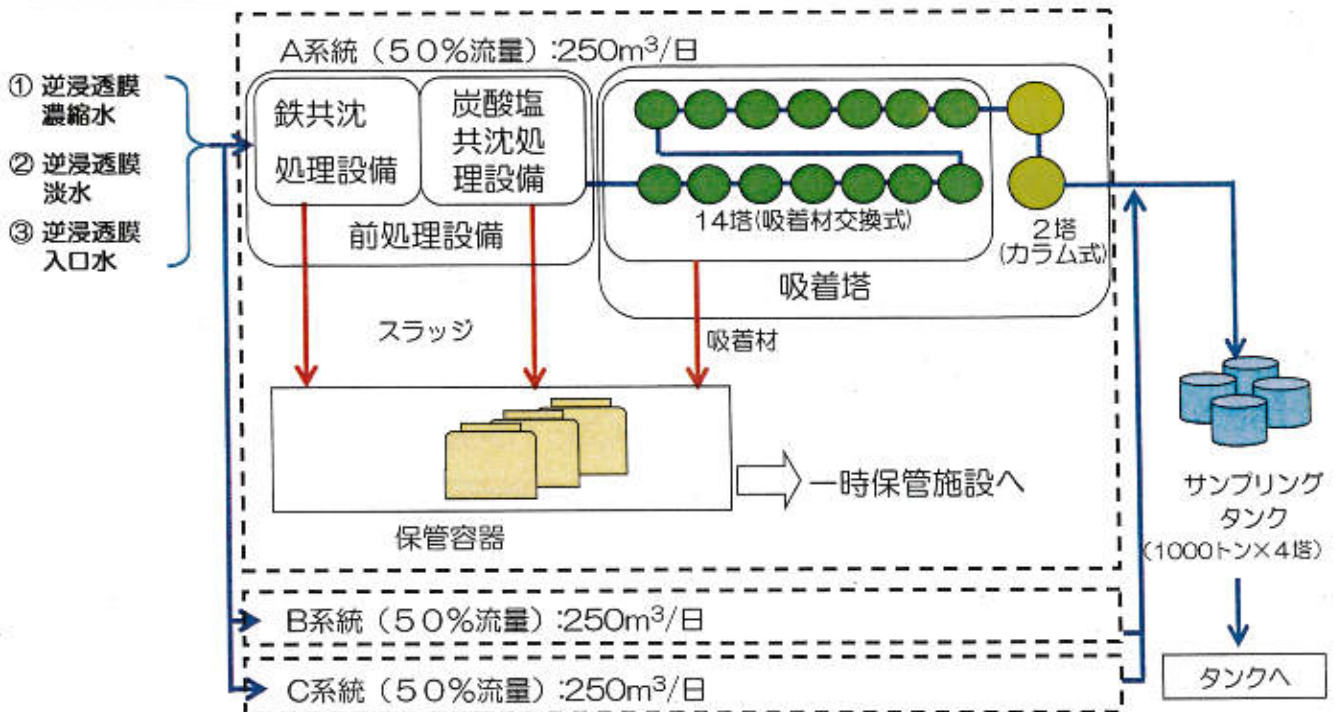 A系統（５０％流量）:250m³/日
① 逆浸透膜
濃縮水
② 逆浸透膜
淡水
③ 逆浸透膜
入口水
鉄共沈
処理設備
炭酸塩
共沈処
理設備
前処理設備
14塔(吸着材交換式)
2塔
(カラム式)
吸着塔
スラッジ
吸着材
一時保管施設へ
保管容器
サンプリング
タンク
(1000トン×4塔)
B系統（５０％流量）:250m³/日
C系統（５０％流量）:250m³/日
タンクへ